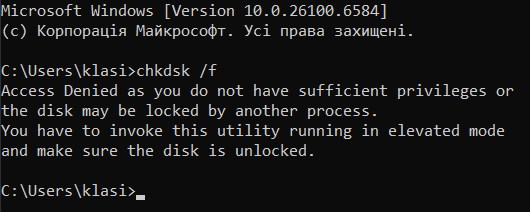 Microsoft Windows [Version 10.0.26100.6584]
(c) Корпорація Майкрософт. Усі права захищені.
C:\Users\klasi>chkdsk /f
Access Denied as you do not have sufficient privileges or
the disk may be locked by another process.
You have to invoke this utility running in elevated mode
and make sure the disk is unlocked.
C:\Users\klasi>